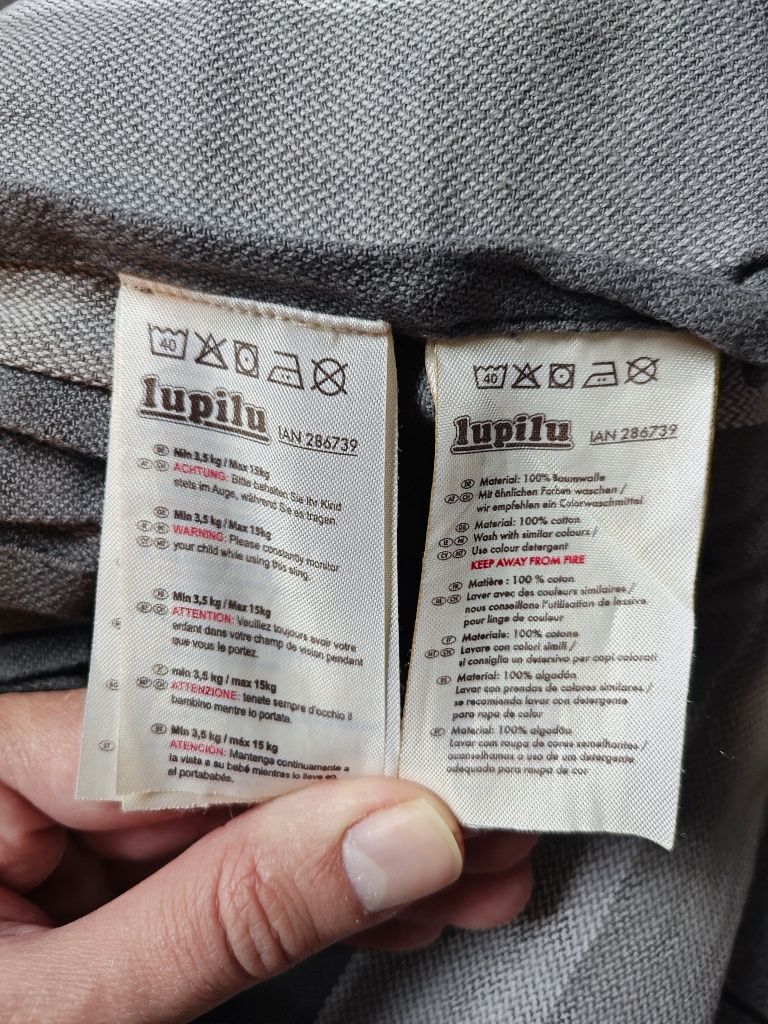 40
lupilu IAN 286739
Min 3,5 kg / Max 15kg
ACHTUNG: Bitte behalten Sie Ihr Kind
stets im Auge, während Sie es tragen.
Min 3,5 kg / Max 15kg
WARNING: Please constantly monitor
your child while using this sling.
Min 3,5 kg / Max 15kg
ATTENTION: Veuillez toujours avoir votre
enfant dans votre champ de vision pendant
que vous le portez.
min 3,5 kg / max 15kg
ATTENZIONE: tenete sempre d'occhio il
bambino mentre lo portate.
Min 3,5 kg / máx 15 kg
ATENCIÓN: Mantenga continuamente a
la vista a su bebé mientras lo lleve en
el portabebés.
40
lupilu IAN 286739
Material: 100% Baumwolle
Mit ähnlichen Farben waschen /
wir empfehlen ein Colorwaschmittel
Material: 100% cotton
Wash with similar colours /
Use colour detergent
KEEP AWAY FROM FIRE
Matière : 100 % coton
Laver avec des couleurs similaires /
nous conseillons l'utilisation de lessive
pour linge de couleur
Materiale: 100% cotone
Lavare con colori simili /
si consiglia un detersivo per capi colorati
Material: 100% algodón
Lavar con prendas de colores similares /
se recomienda lavar con detergente
para ropa de color
Material: 100% algodão
Lavar com roupa de cores semelhantes /
aconselhamos o uso de um detergente
adequado para roupa de cor